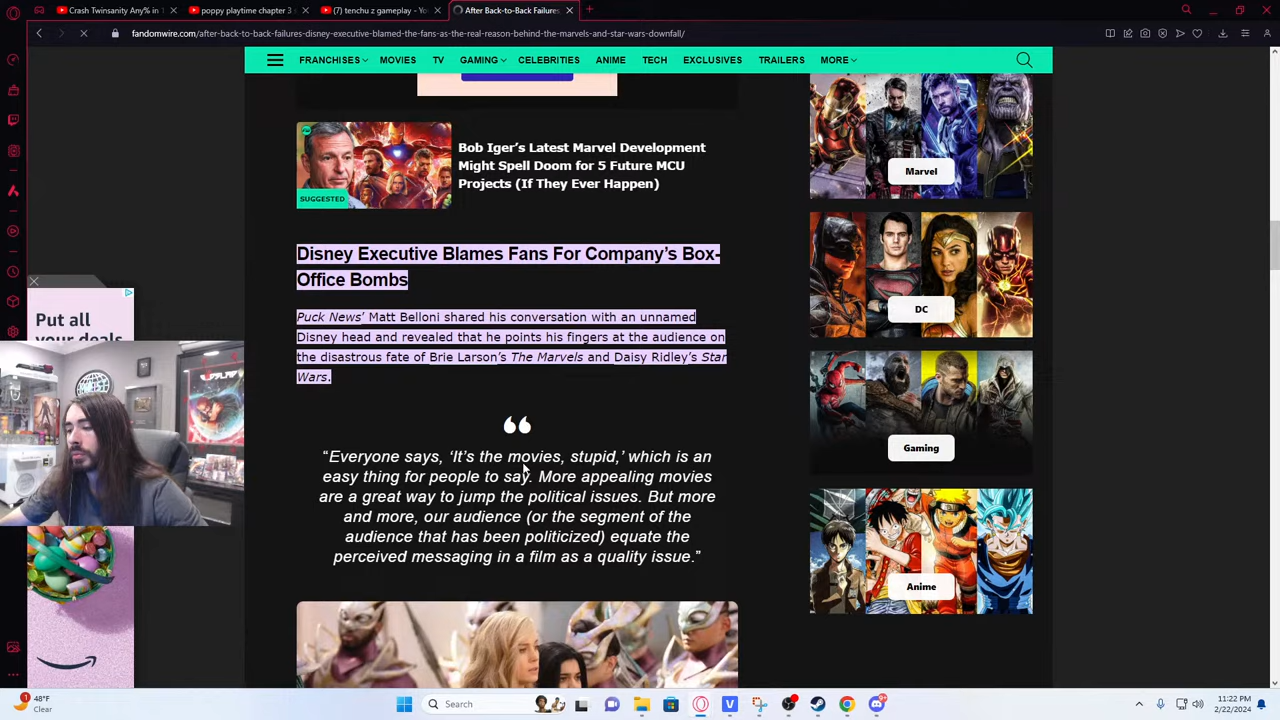 Crash Twinsanity Any% in
poppy playtime chapter 3
(7) tenchu z gameplay - Yo
After Back-to-Back Failures
fandomwire.com/after-back-to-back-failures-disney-executive-blamed-the-fans-as-the-real-reason-behind-the-marvels-and-star-wars-downfall/
FRANCHISES MOVIES TV GAMING CELEBRITIES ANIME TECH EXCLUSIVES TRAILERS MORE
SUGGESTED
Bob Iger’s Latest Marvel Development
Might Spell Doom for 5 Future MCU
Projects (If They Ever Happen)
Disney Executive Blames Fans For Company’s Box-
Office Bombs
Puck News’ Matt Belloni shared his conversation with an unnamed
Disney head and revealed that he points his fingers at the audience on
the disastrous fate of Brie Larson’s The Marvels and Daisy Ridley’s Star
Wars.
“Everyone says, ‘It’s the movies, stupid,’ which is an
easy thing for people to say. More appealing movies
are a great way to jump the political issues. But more
and more, our audience (or the segment of the
audience that has been politicized) equate the
perceived messaging in a film as a quality issue.”
Marvel
DC
Gaming
Anime
Put all
your deals
48°F
Clear
Search
11:22 PM
2/22/2024